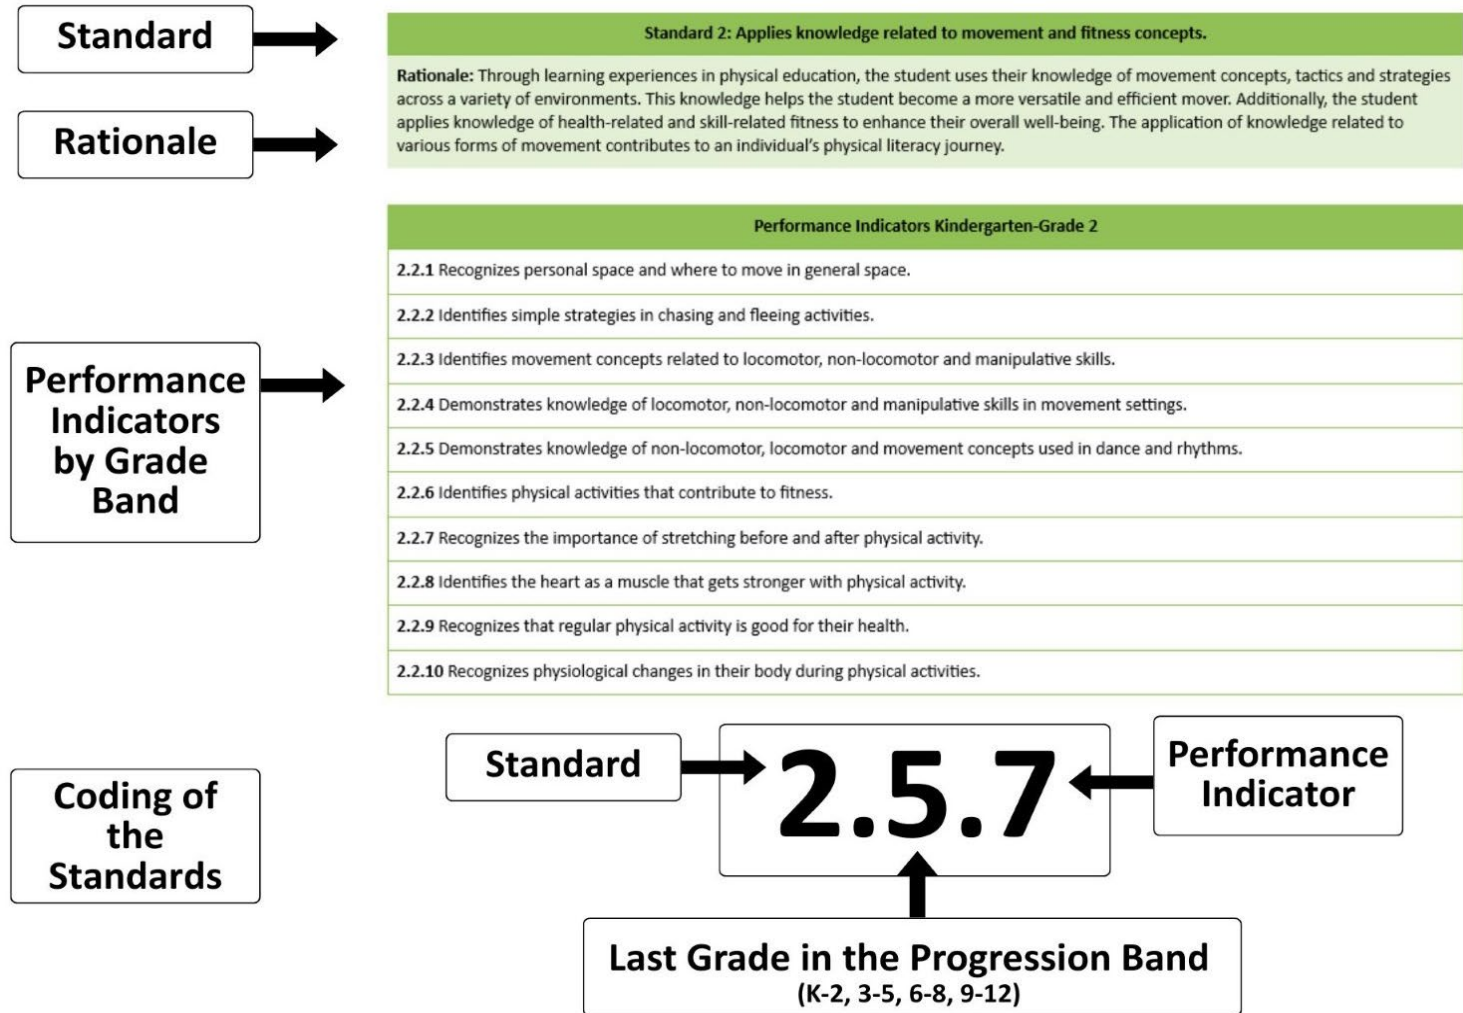 Standard
Standard 2: Applies knowledge related to movement and fitness concepts.
Rationale
Rationale: Through learning experiences in physical education, the student uses their knowledge of movement concepts, tactics and strategies
across a variety of environments. This knowledge helps the student become a more versatile and efficient mover. Additionally, the student
applies knowledge of health-related and skill-related fitness to enhance their overall well-being. The application of knowledge related to
various forms of movement contributes to an individual's physical literacy journey.
Performance
Indicators
by Grade
Band
Performance Indicators Kindergarten-Grade 2
2.2.1 Recognizes personal space and where to move in general space.
2.2.2 Identifies simple strategies in chasing and fleeing activities.
2.2.3 Identifies movement concepts related to locomotor, non-locomotor and manipulative skills.
2.2.4 Demonstrates knowledge of locomotor, non-locomotor and manipulative skills in movement settings.
2.2.5 Demonstrates knowledge of non-locomotor, locomotor and movement concepts used in dance and rhythms.
2.2.6 Identifies physical activities that contribute to fitness.
2.2.7 Recognizes the importance of stretching before and after physical activity.
2.2.8 Identifies the heart as a muscle that gets stronger with physical activity.
2.2.9 Recognizes that regular physical activity is good for their health.
2.2.10 Recognizes physiological changes in their body during physical activities.
Coding of
the
Standards
Standard
2.5.7
Performance
Indicator
Last Grade in the Progression Band
(K-2, 3-5, 6-8, 9-12)